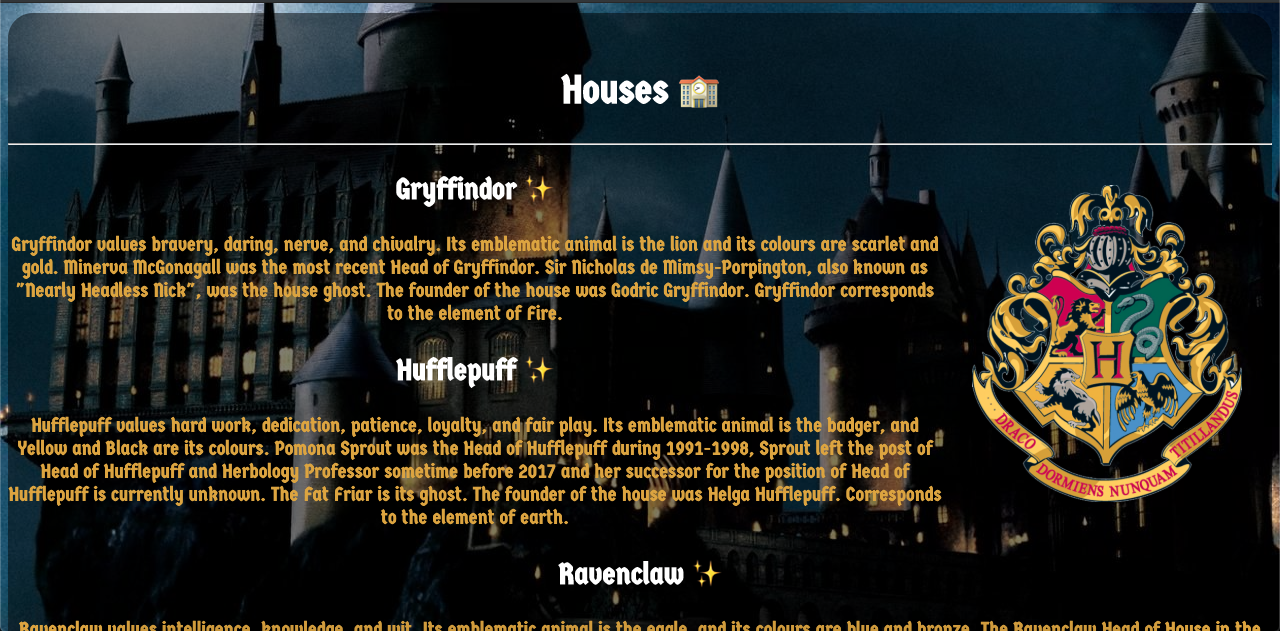 Houses 🏫
Gryffindor ✨
Gryffindor values bravery, daring, nerve, and chivalry. Its emblematic animal is the lion and its colours are scarlet and
gold. Minerva McGonagall was the most recent Head of Gryffindor. Sir Nicholas de Mimsy-Porpington, also known as
"Nearly Headless Nick", was the house ghost. The founder of the house was Godric Gryffindor. Gryffindor corresponds
to the element of Fire.
Hufflepuff ✨
Hufflepuff values hard work, dedication, patience, loyalty, and fair play. Its emblematic animal is the badger, and
Yellow and Black are its colours. Pomona Sprout was the Head of Hufflepuff during 1991-1998, Sprout left the post of
Head of Hufflepuff and Herbology Professor sometime before 2017 and her successor for the position of Head of
Hufflepuff is currently unknown. The Fat Friar is its ghost. The founder of the house was Helga Hufflepuff. Corresponds
to the element of earth.
H
DRACO DORMIENS NUNQUAM TITILLANDUS
Ravenclaw ✨
Ravenclaw values intelligence, knowledge, and wit. Its emblematic animal is the eagle, and its colours are blue and bronze. The Ravenclaw Head of House in the